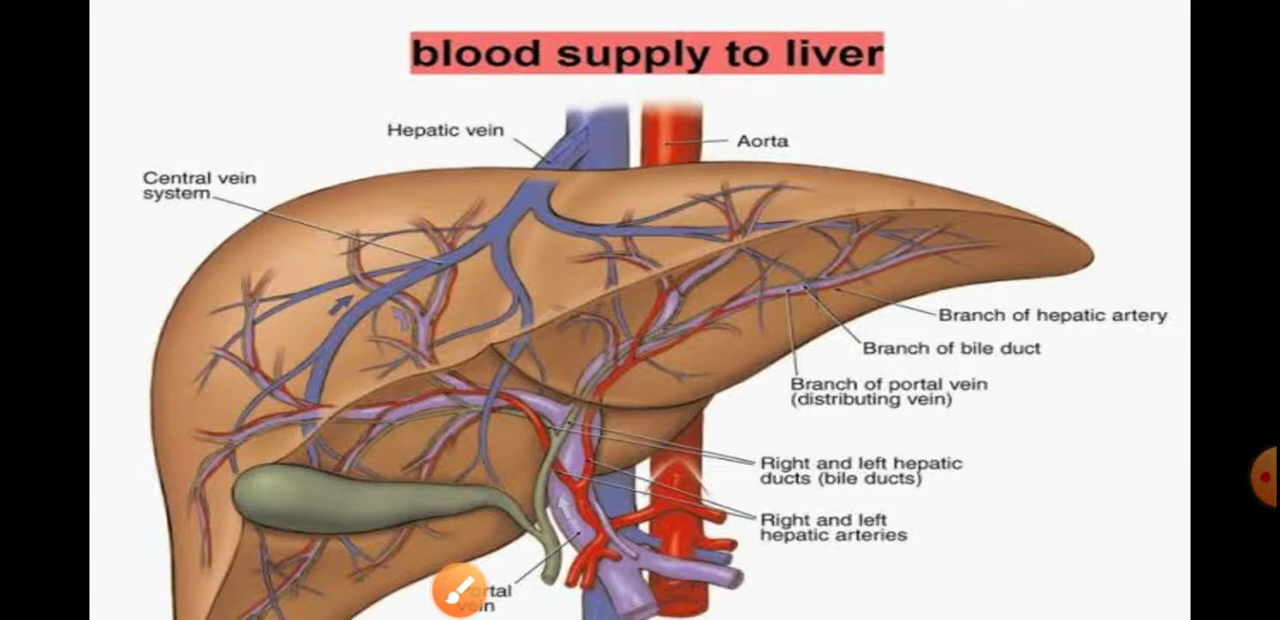 blood supply to liver
Hepatic vein
Aorta
Central vein
system
Branch of hepatic artery
Branch of bile duct
Branch of portal vein
(distributing vein)
Right and left hepatic
ducts (bile ducts)
Right and left
hepatic arteries